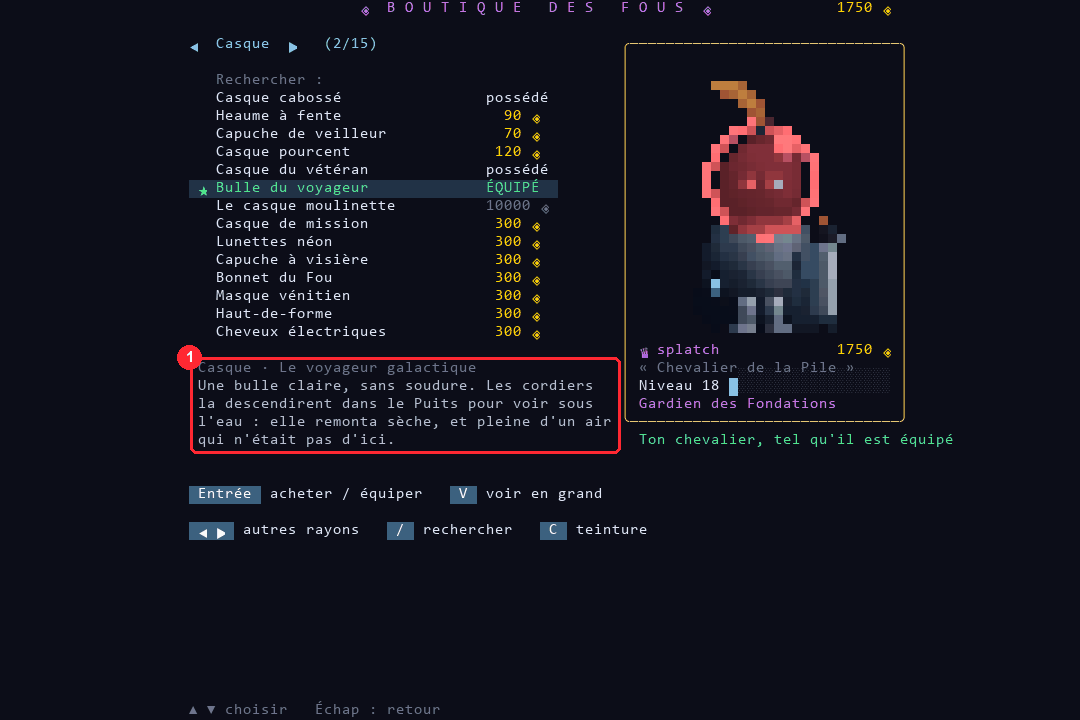 BOUTIQUE DES FOUS
1750
Casque (2/15)
Rechercher :
Casque cabossé possédé
Heaume à fente 90
Capuche de veilleur 70
Casque pourcent 120
Casque du vétéran possédé
★ Bulle du voyageur ÉQUIPÉ
Le casque moulinette 10000
Casque de mission 300
Lunettes néon 300
Capuche à visière 300
Bonnet du Fou 300
Masque vénitien 300
Haut-de-forme 300
Cheveux électriques 300
1
Casque · Le voyageur galactique
Une bulle claire, sans soudure. Les cordiers
la descendirent dans le Puits pour voir sous
l'eau : elle remonta sèche, et pleine d'un air
qui n'était pas d'ici.
splatch 1750
« Chevalier de la Pile »
Niveau 18
Gardien des Fondations
Ton chevalier, tel qu'il est équipé
Entrée acheter / équiper V voir en grand
◀ ▶ autres rayons / rechercher C teinture
▲ ▼ choisir Échap : retour